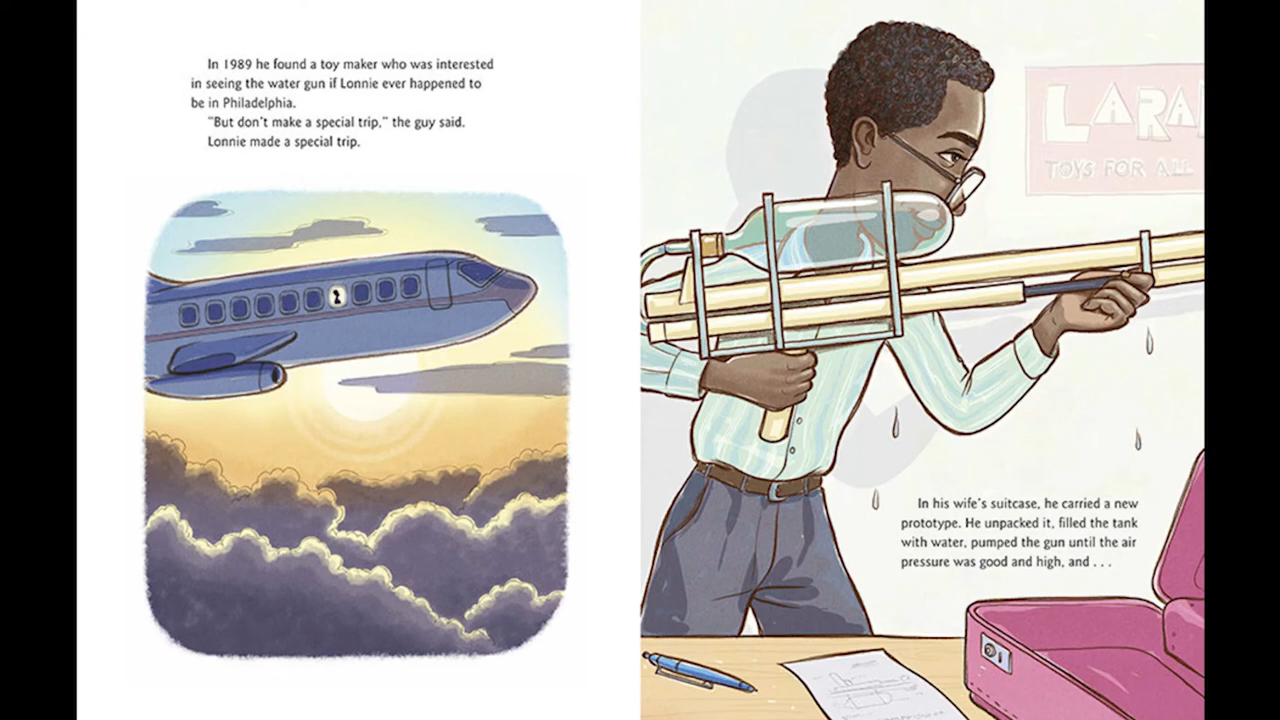 In 1989 he found a toy maker who was interested
in seeing the water gun if Lonnie ever happened to
be in Philadelphia.
"But don't make a special trip," the guy said.
Lonnie made a special trip.
LARA
TOYS FOR ALL
In his wife's suitcase, he carried a new
prototype. He unpacked it, filled the tank
with water, pumped the gun until the air
pressure was good and high, and . . .